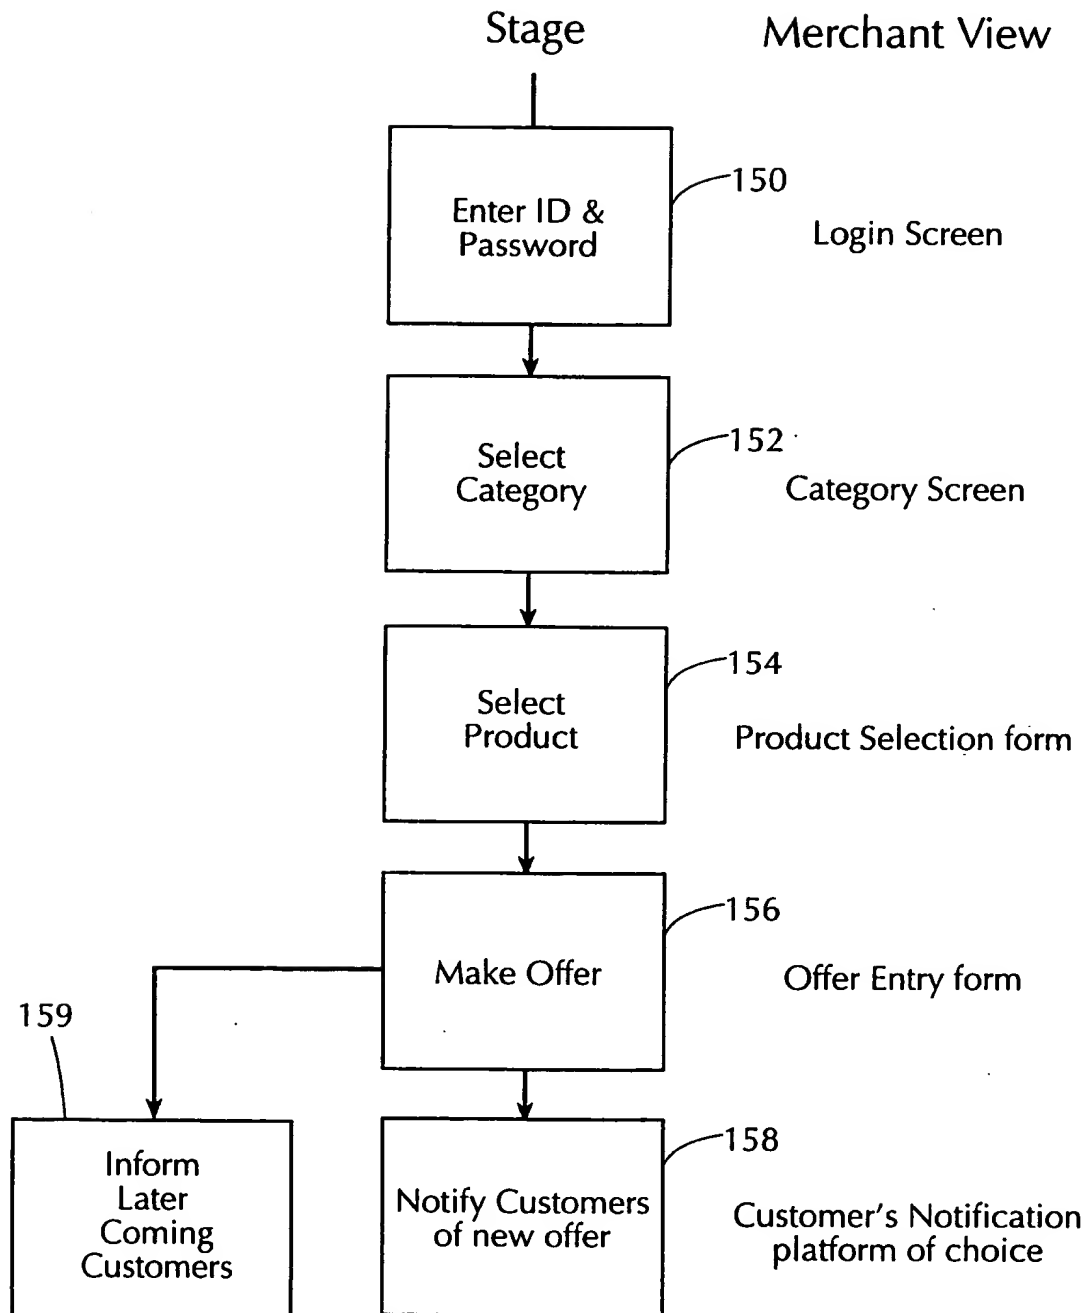 Stage
Merchant View
Enter ID &
Password
150
Login Screen
Select
Category
152
Category Screen
Select
Product
154
Product Selection form
Make Offer
156
Offer Entry form
159
Inform
Later
Coming
Customers
Notify Customers
of new offer
158
Customer's Notification
platform of choice